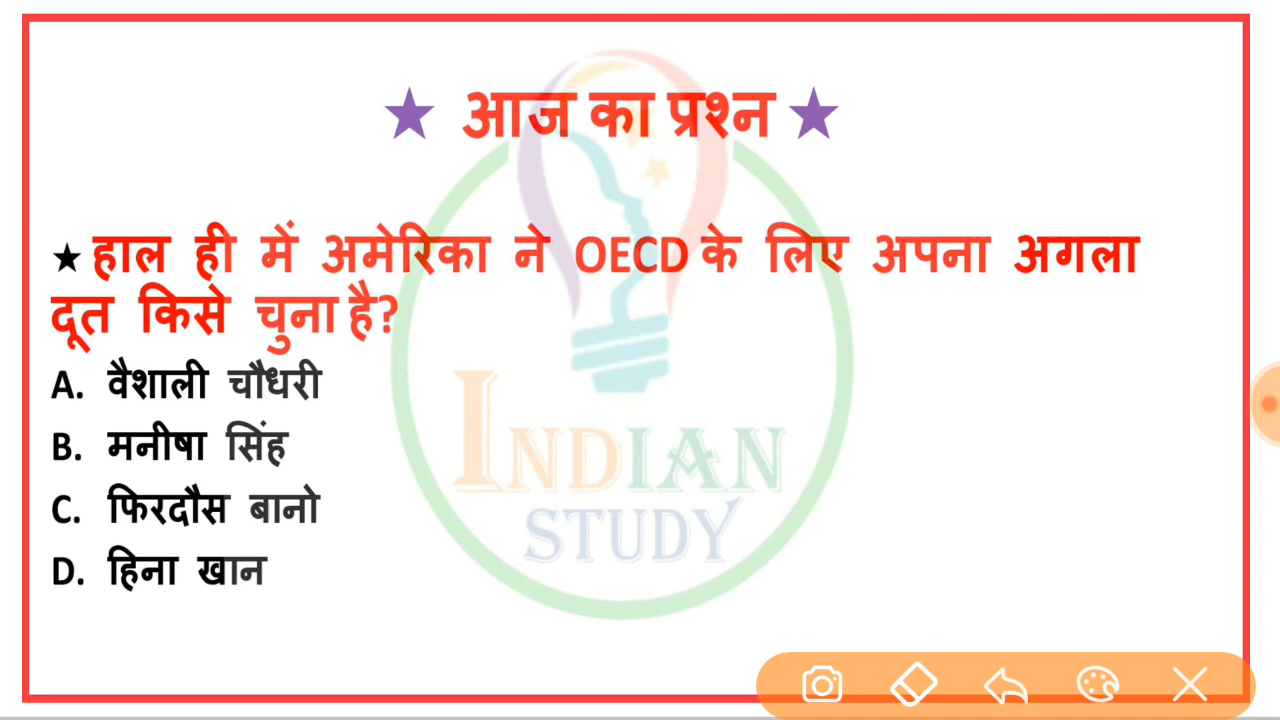 ★ आज का प्रश्न ★
★ हाल ही में अमेरिका ने OECD के लिए अपना अगला
दूत किसे चुना है?
A. वैशाली चौधरी
B. मनीषा सिंह
C. फिरदौस बानो
D. हिना खान
INDIAN
STUDY